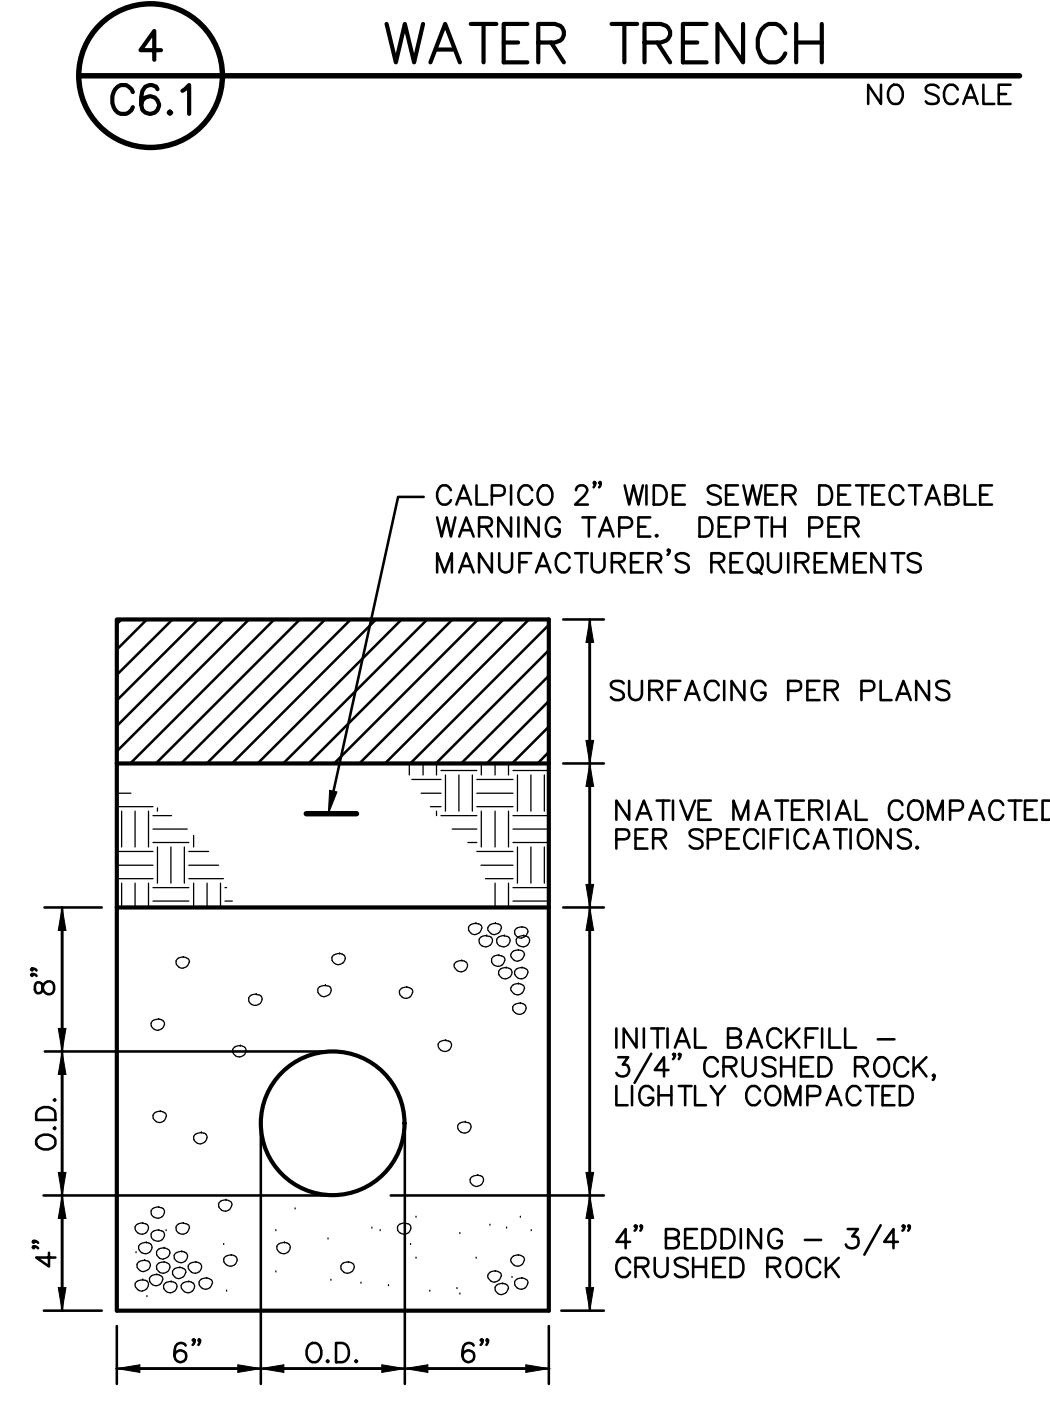 4
C6.1
WATER TRENCH
NO SCALE
CALPICO 2" WIDE SEWER DETECTABLE
WARNING TAPE. DEPTH PER
MANUFACTURER'S REQUIREMENTS
SURFACING PER PLANS
NATIVE MATERIAL COMPACTED
PER SPECIFICATIONS.
8"
INITIAL BACKFILL –
3/4" CRUSHED ROCK,
LIGHTLY COMPACTED
O.D.
4"
4" BEDDING – 3/4"
CRUSHED ROCK
6"
O.D.
6"